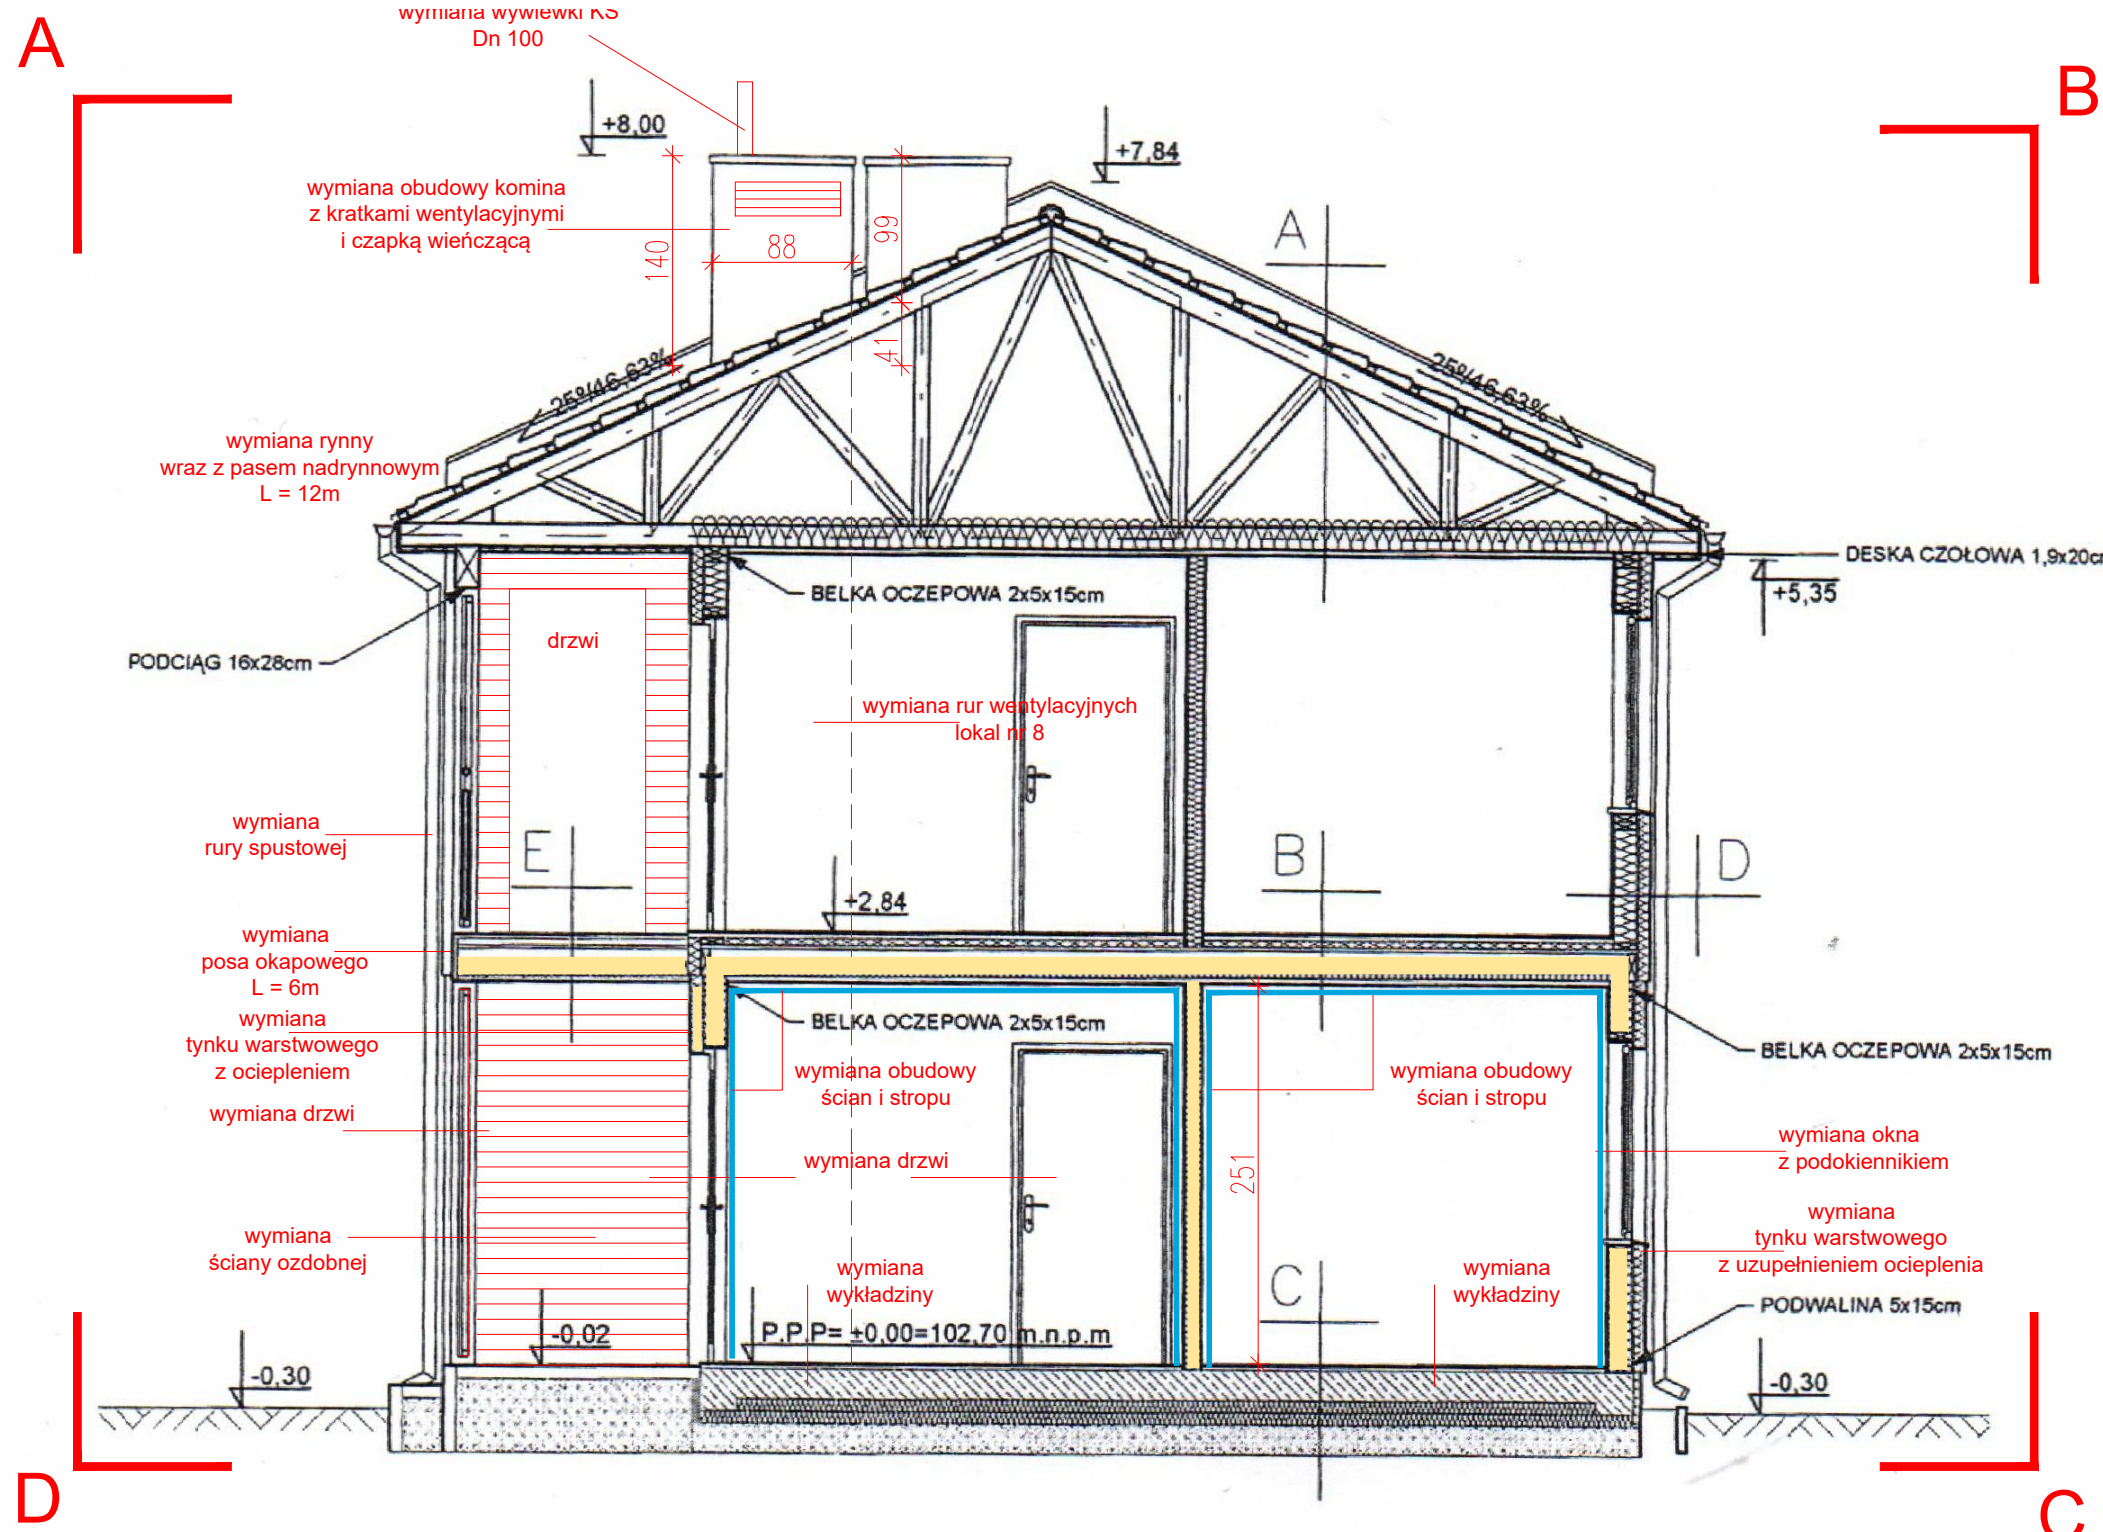 A
wymiana wywiewki KS
Dn 100
B
+8,00
+7,84
wymiana obudowy komina
z kratkami wentylacyjnymi
i czapką wieńczącą
140
88
99
41
A
25º/46,63%
25º/46,63%
wymiana rynny
wraz z pasem nadrynnowym
L = 12m
DESKA CZOŁOWA 1,9x20c
+5,35
BELKA OCZEPOWA 2x5x15cm
drzwi
PODCIĄG 16x28cm
wymiana rur wentylacyjnych
lokal nr 8
wymiana
rury spustowej
E
B
D
+2,84
wymiana
posa okapowego
L = 6m
wymiana
tynku warstwowego
z ociepleniem
BELKA OCZEPOWA 2x5x15cm
BELKA OCZEPOWA 2x5x15cm
wymiana obudowy
ścian i stropu
wymiana obudowy
ścian i stropu
wymiana drzwi
wymiana drzwi
251
wymiana okna
z podokiennikiem
wymiana
tynku warstwowego
z uzupełnieniem ocieplenia
wymiana
ściany ozdobnej
wymiana
wykładziny
C
wymiana
wykładziny
PODWALINA 5x15cm
-0,02
P.P.P= ±0,00=102,70 m.n.p.m
-0,30
-0,30
D
C